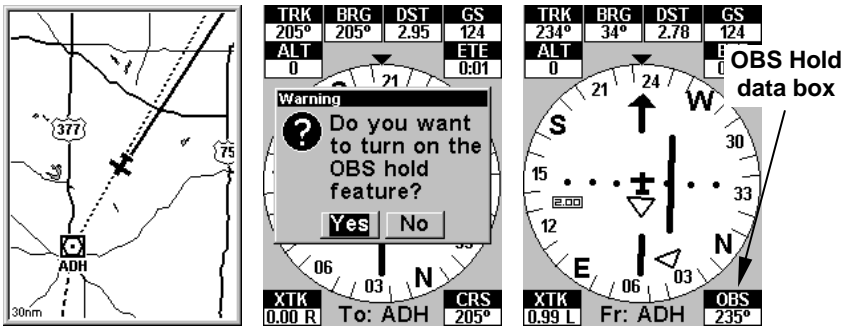 377
75
ADH
30nm
TRK BRG DST GS
205° 205° 2.95 124
ALT ETE
0 0:01
21
Warning
Do you want
to turn on the
OBS hold
feature?
Yes No
06 03 N
XTK CRS
0.00 R To: ADH 205°
TRK BRG DST GS
234° 34° 2.78 124
ALT
0
OBS Hold
data box
21 24 W
S 30
15 33
2.00
12 N
E 06 03
XTK OBS
0.99 L Fr: ADH 235°